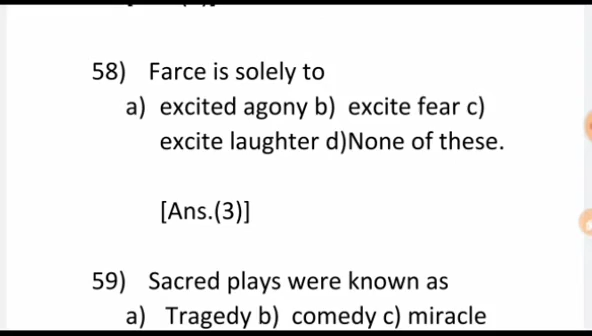 58) Farce is solely to
a) excited agony b) excite fear c)
excite laughter d)None of these.
[Ans.(3)]
59) Sacred plays were known as
a) Tragedy b) comedy c) miracle